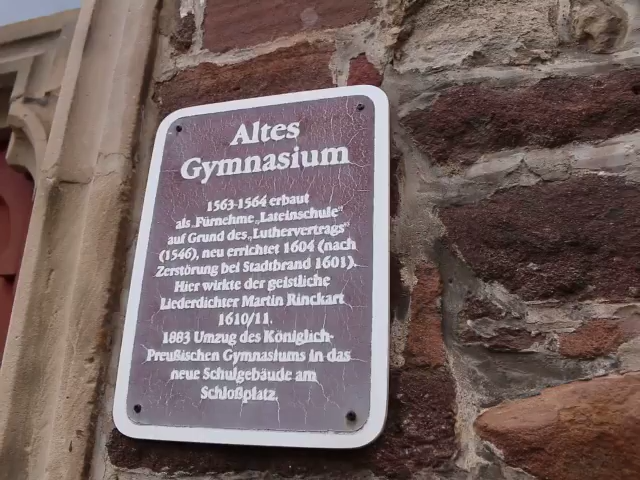 Altes
Gymnasium
1563-1564 erbaut
als „Fürnehme „Lateinschule"
auf Grund des „Luthervertrags"
(1546), neu errichtet 1604 (nach
Zerstörung bei Stadtbrand 1601).
Hier wirkte der geistliche
Liederdichter Martin Rinckart
1610/11.
1883 Umzug des Königlich-
Preußischen Gymnasiums in das
neue Schulgebäude am
Schloßplatz.